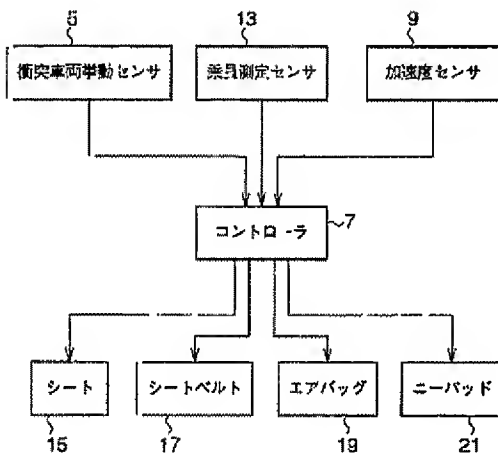 5
13
9
衝突車両挙動センサ
乗員測定センサ
加速度センサ
コントローラ
7
シート
シートベルト
エアバッグ
ニーパッド
15
17
19
21